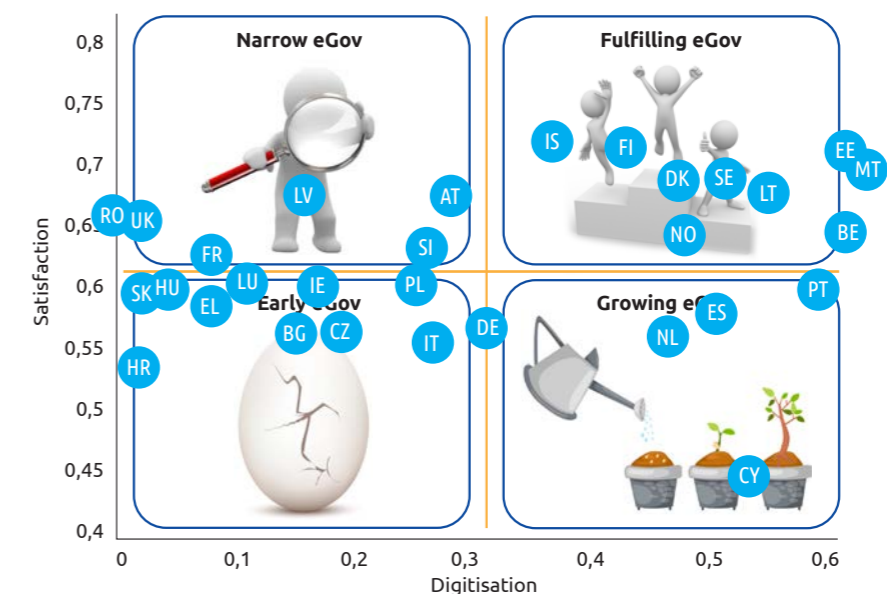 0,8
Narrow eGov
Fulfilling eGov
0,75
IS
FI
EE
0,7
MT
LV
AT
DK
SE
LT
RO
UK
0,6
NO
BE
FR
SI
Satisfaction
0,6
SK
HU
LU
IE
PL
PT
EL
Early eGov
Growing eG
ES
0,55
BG
CZ
IT
DE
NL
HR
0,5
CY
0,45
0,4
0
0,1
0,2
0,3
0,4
0,5
0,6
Digitisation